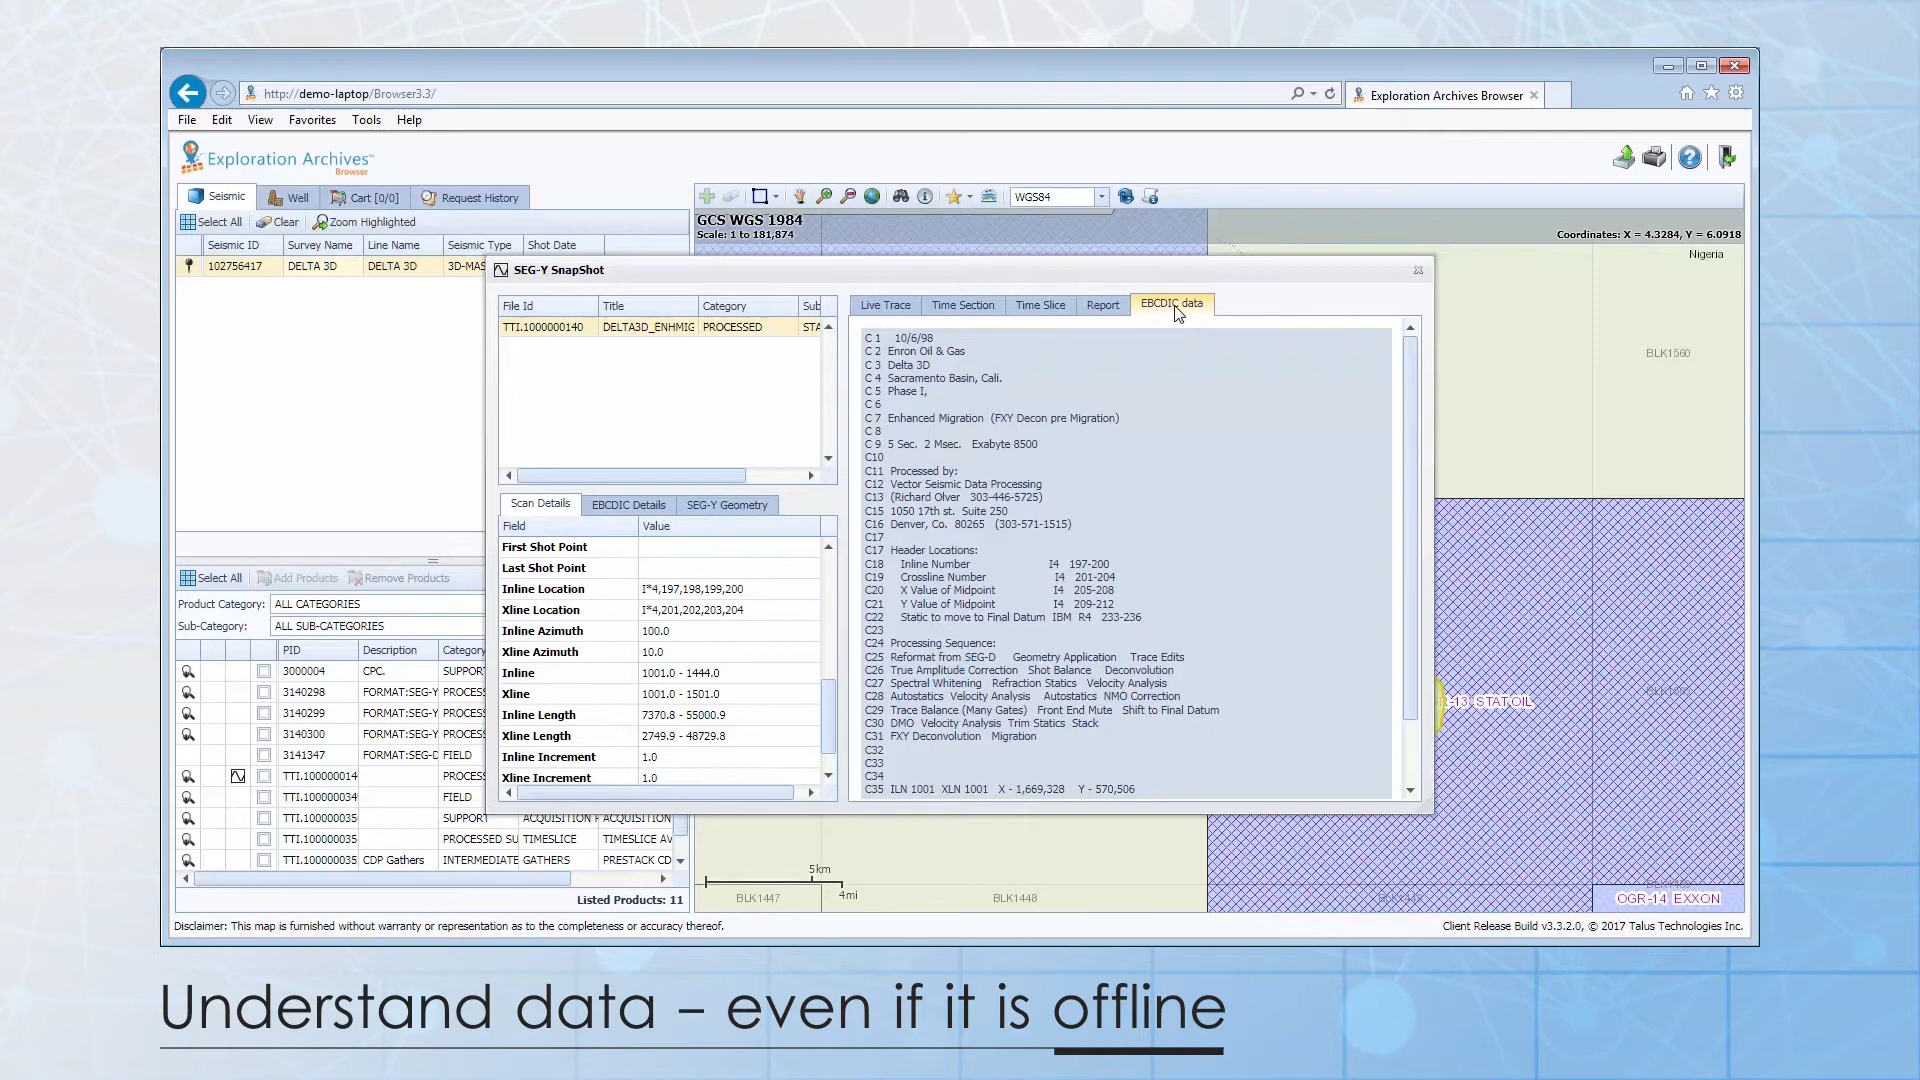 http://demo-laptop/Browser3.3/
Exploration Archives Browser
File Edit View Favorites Tools Help
Exploration Archives™
Browser
Seismic Well Cart [0/0] Request History
WGS84
Select All Clear Zoom Highlighted
GCS WGS 1984
Scale: 1 to 181,874
Coordinates: X = 4.3284, Y = 6.0918
Nigeria
Seismic ID Survey Name Line Name Seismic Type Shot Date
102756417 DELTA 3D DELTA 3D 3D-MAS
SEG-Y SnapShot
File Id Title Category Sub
TTI.1000000140 DELTA3D_ENHMIG PROCESSED STA
Live Trace Time Section Time Slice Report EBCDIC data
C 1 10/6/98
C 2 Enron Oil & Gas
C 3 Delta 3D
C 4 Sacramento Basin, Cali.
C 5 Phase I,
C 6
C 7 Enhanced Migration (FXY Decon pre Migration)
C 8
C 9 5 Sec. 2 Msec. Exabyte 8500
C10
C11 Processed by:
C12 Vector Seismic Data Processing
C13 (Richard Olver 303-446-5725)
C15 1050 17th st. Suite 250
C16 Denver, Co. 80265 (303-571-1515)
C17
C17 Header Locations:
C18 Inline Number I4 197-200
C19 Crossline Number I4 201-204
C20 X Value of Midpoint I4 205-208
C21 Y Value of Midpoint I4 209-212
C22 Static to move to Final Datum IBM R4 233-236
C23
C24 Processing Sequence:
C25 Reformat from SEG-D Geometry Application Trace Edits
C26 True Amplitude Correction Shot Balance Deconvolution
C27 Spectral Whitening Refraction Statics Velocity Analysis
C28 Autostatics Velocity Analysis Autostatics NMO Correction
C29 Trace Balance (Many Gates) Front End Mute Shift to Final Datum
C30 DMO Velocity Analysis Trim Statics Stack
C31 FXY Deconvolution Migration
C32
C33
C34
C35 ILN 1001 XLN 1001 X - 1,669,328 Y - 570,506
Scan Details EBCDIC Details SEG-Y Geometry
Field Value
First Shot Point
Last Shot Point
Inline Location I*4,197,198,199,200
Xline Location I*4,201,202,203,204
Inline Azimuth 100.0
Xline Azimuth 10.0
Inline 1001.0 - 1444.0
Xline 1001.0 - 1501.0
Inline Length 7370.8 - 55000.9
Xline Length 2749.9 - 48729.8
Inline Increment 1.0
Xline Increment 1.0
Select All Add Products Remove Products
Product Category: ALL CATEGORIES
Sub-Category: ALL SUB-CATEGORIES
PID Description Category
3000004 CPC. SUPPORT
3140298 FORMAT:SEG-Y PROCESS
3140299 FORMAT:SEG-Y PROCESS
3140300 FORMAT:SEG-Y PROCESS
3141347 FORMAT:SEG-D FIELD
TTI.100000014 PROCESS
TTI.100000034 FIELD
TTI.100000035 SUPPORT ACQUISITION R ACQUISITION
TTI.100000035 PROCESSED SU TIMESLICE TIMESLICE AV
TTI.100000035 CDP Gathers INTERMEDIATE GATHERS PRESTACK CD
Listed Products: 11
BLK1560
R-13 STAT OIL
5km
4mi
BLK1447
BLK1448
OGR-14 EXXON
Disclaimer: This map is furnished without warranty or representation as to the completeness or accuracy thereof.
Client Release Build v3.3.2.0, © 2017 Talus Technologies Inc.
Understand data – even if it is offline